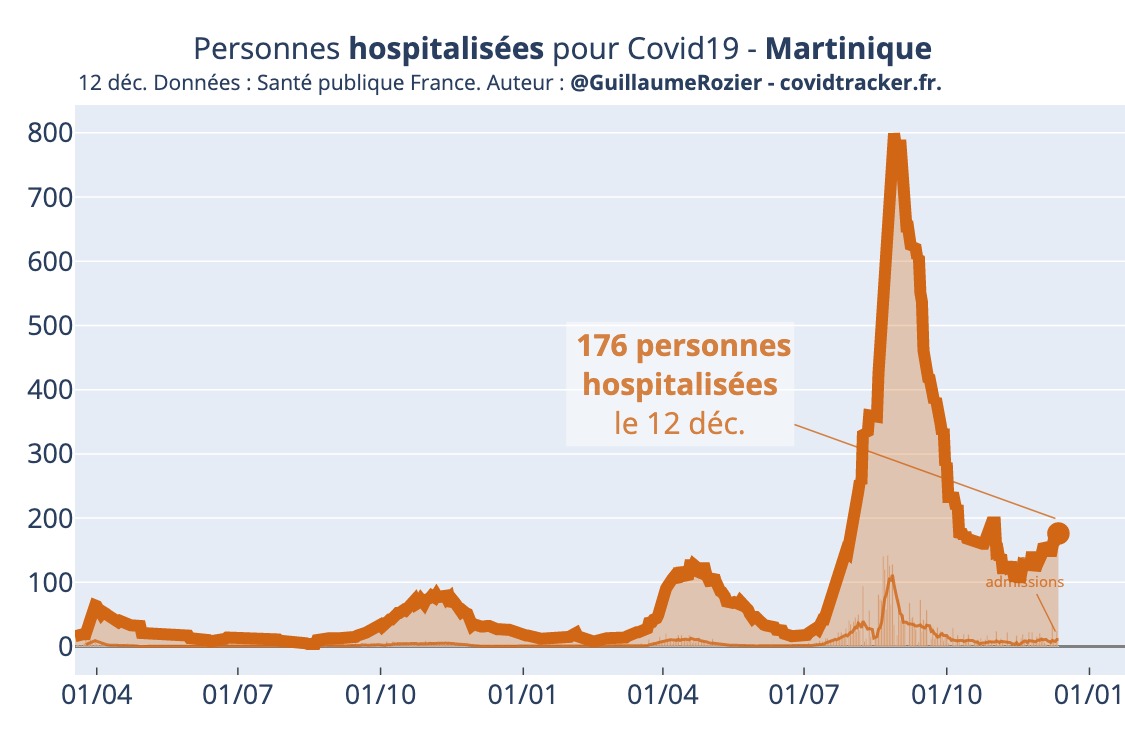 Personnes hospitalisées pour Covid19 - Martinique
12 déc. Données : Santé publique France. Auteur : @GuillaumeRozier - covidtracker.fr.
800
700
600
500
176 personnes
hospitalisées
le 12 déc.
400
300
200
100
admissions
0
01/04 01/07 01/10 01/01 01/04 01/07 01/10 01/01